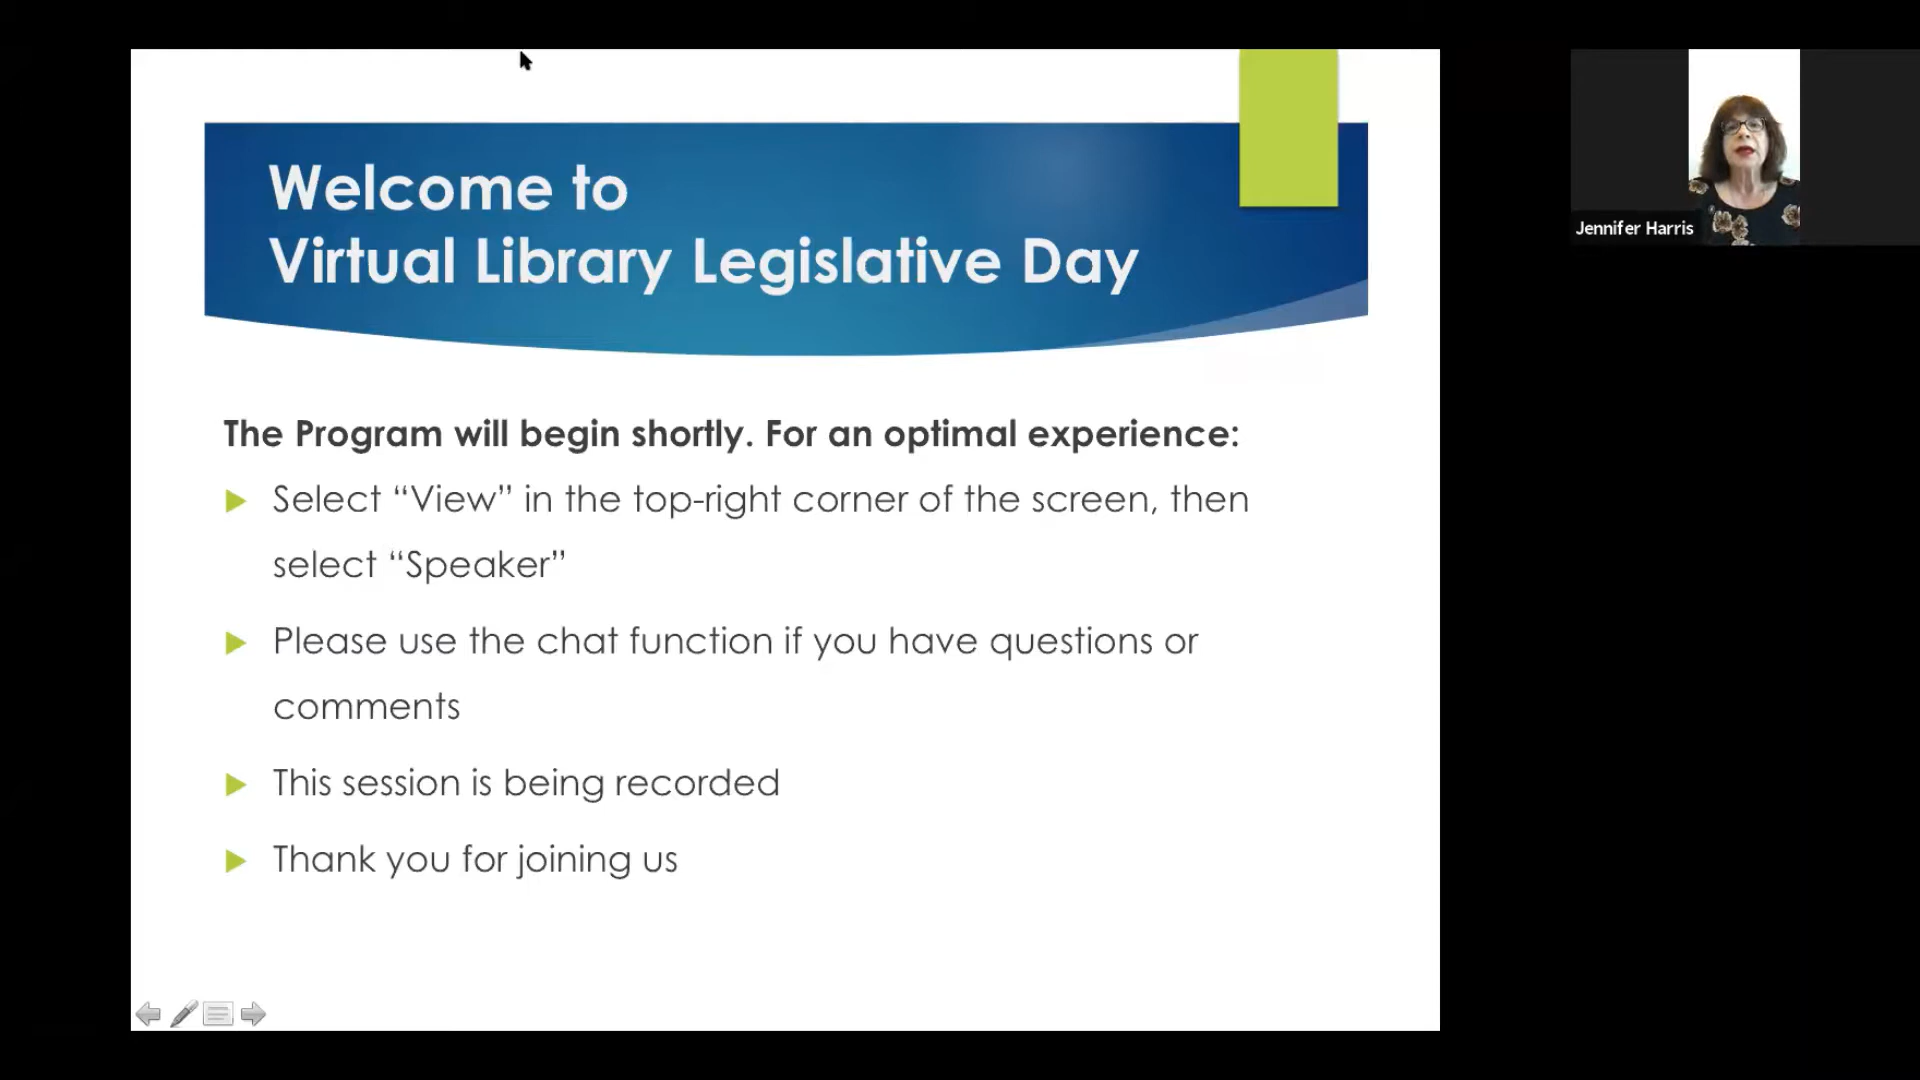 Welcome to
Virtual Library Legislative Day
The Program will begin shortly. For an optimal experience:
Select “View” in the top-right corner of the screen, then
select “Speaker”
Please use the chat function if you have questions or
comments
This session is being recorded
Thank you for joining us
Jennifer Harris